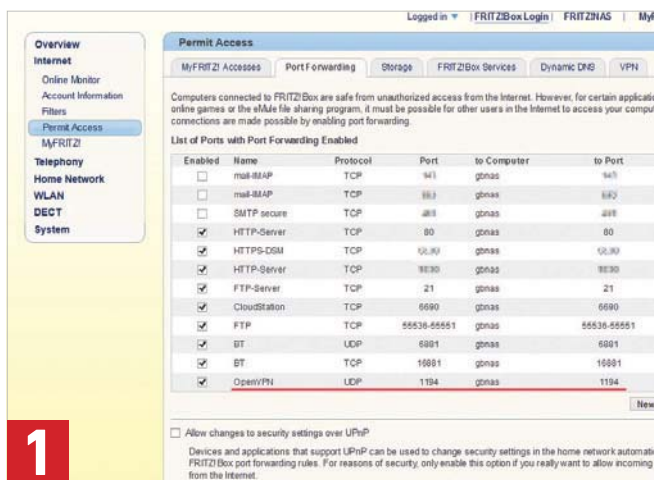 Logged in FRITZ!Box Login | FRITZ!NAS | MyF
Overview
Internet
Online Monitor
Account Information
Filters
Permit Access
MyFRITZ!
Telephony
Home Network
WLAN
DECT
System
Permit Access
MyFRITZ! Accesses Port Forwarding Storage FRITZ!Box Services Dynamic DNS VPN
Computers connected to FRITZ!Box are safe from unauthorized access from the Internet. However, for certain applicatio
online games or the eMule file sharing program, it must be possible for other users in the Internet to access your comput
connections are made possible by enabling port forwarding.
List of Ports with Port Forwarding Enabled
Enabled Name Protocol Port to Computer to Port
mail-IMAP TCP gbnas
mail-IMAP TCP gbnas
SMTP secure TCP gbnas
HTTP-Server TCP 80 gbnas 80
HTTPS-DSM TCP gbnas
HTTP-Server TCP gbnas
FTP-Server TCP 21 gbnas 21
CloudStation TCP 6690 gbnas 6690
FTP TCP 55536-55551 gbnas 55536-55551
BT UDP 6881 gbnas 6881
BT TCP 16881 gbnas 16881
OpenVPN UDP 1194 gbnas 1194
New
Allow changes to security settings over UPnP
Devices and applications that support UPnP can be used to change security settings in the home network automatic
FRITZ!Box port forwarding rules. For reasons of security, only enable this option if you really want to allow incoming
from the Internet.
1